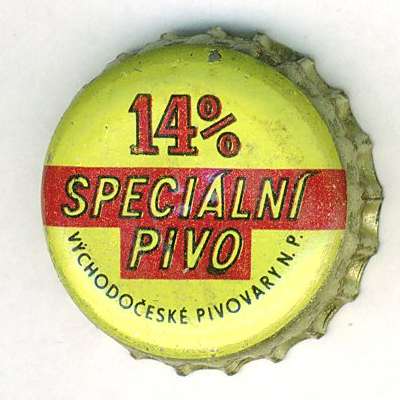 14%
SPECIÁLNÍ
PIVO
VÝCHODOČESKÉ PIVOVARY N.P.